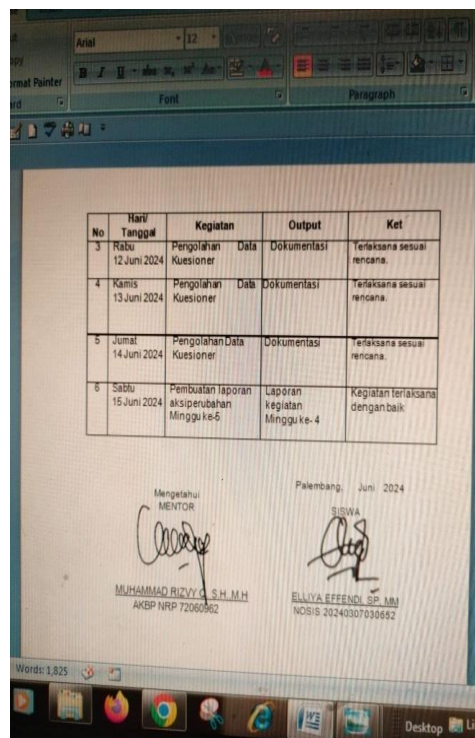 Arial 12
rmat Painter
Font Paragraph
No Hari/ Tanggal Kegiatan Output Ket
3 Rabu 12 Juni 2024 Pengolahan Data Kuesioner Dokumentasi Terlaksana sesuai rencana.
4 Kamis 13 Juni 2024 Pengolahan Data Kuesioner Dokumentasi Terlaksana sesuai rencana.
5 Jumat 14 Juni 2024 Pengolahan Data Kuesioner Dokumentasi Terlaksana sesuai rencana.
6 Sabtu 15 Juni 2024 Pembuatan laporan aksiperubahan Minggu ke-5 Laporan kegiatan Minggu ke- 4 Kegiatan terlaksana dengan baik
Palembang, Juni 2024
Mengetahui
MENTOR
SISWA
MUHAMMAD RIZVY S.H.,M.H
AKBP NRP 72060962
ELLIYA EFFENDI, SP, MM
NOSIS 20240307030652
Words: 1,825
Desktop